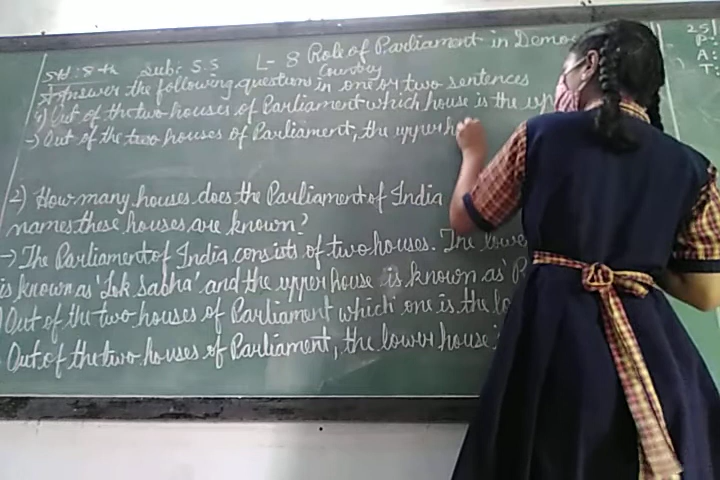 Std : 8th Sub: S.S L- 8 Role of Parliament in Democ
Country
Answer the following questions in one or two sentences
1) Out of the two houses of Parliament which house is the up
→ Out of the two houses of Parliament, the upper h
2) How many houses does the Parliament of India
names these houses are known?
→ The Parliament of India consists of two houses. The lowe
is known as 'Lok sabha' and the upper house is known as 'R
Out of the two houses of Parliament which one is the lo
Out of the two houses of Parliament, the lower house i
25
P:
A:
T: